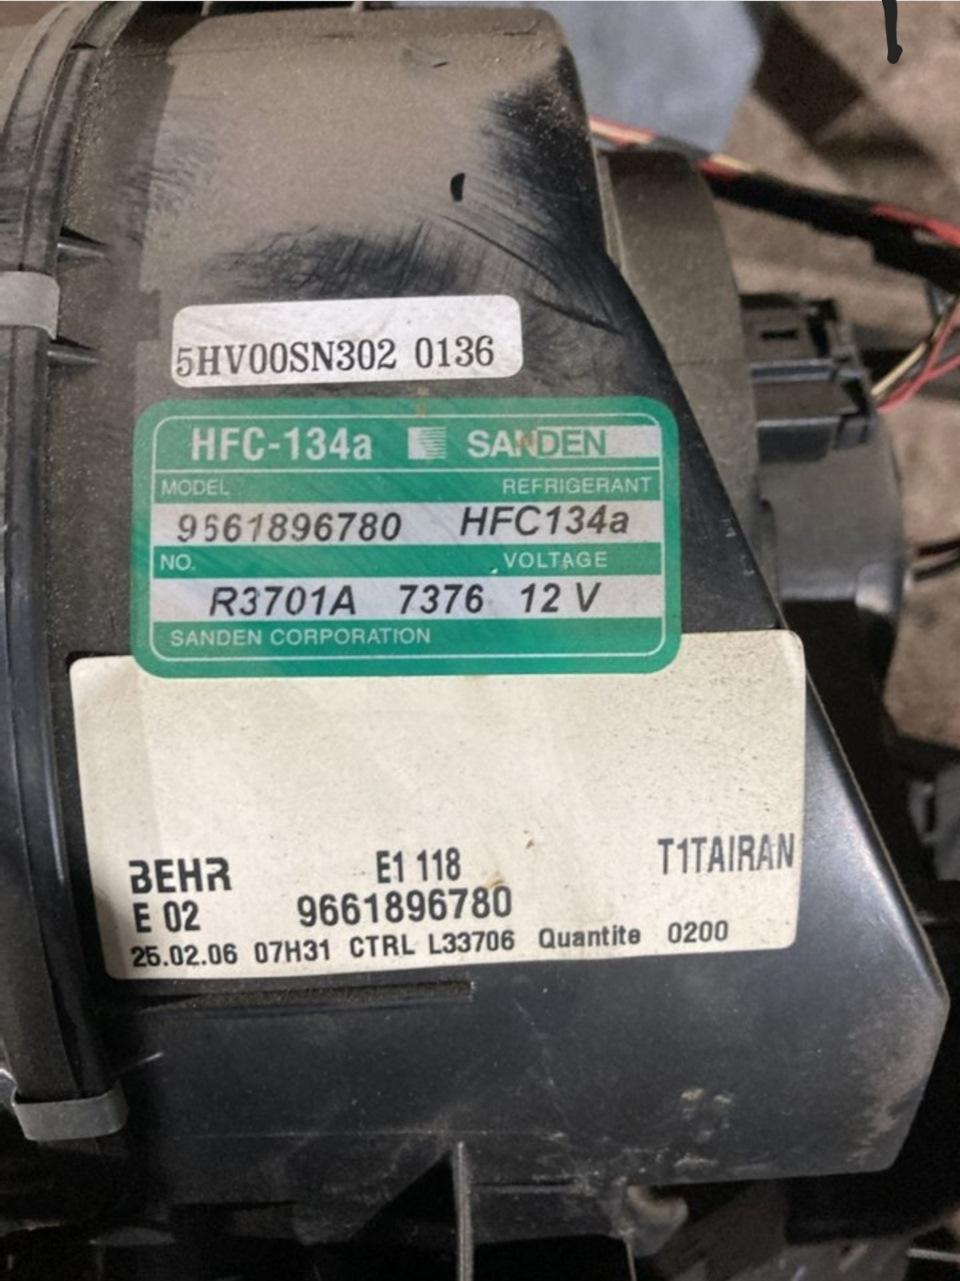 5HV00SN302 0136
HFC-134a SANDEN
MODEL REFRIGERANT
9661896780 HFC134a
NO. VOLTAGE
R3701A 7376 12 V
SANDEN CORPORATION
BEHR E1 118 T1TAIRAN
E 02 9661896780
25.02.06 07H31 CTRL L33706 Quantite 0200